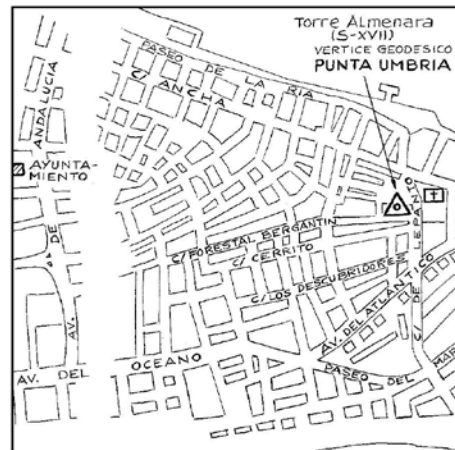 Torre Almenara
(S-XVII)
VERTICE GEODESICO
PUNTA UMBRIA
PASEO DE LA RIA
C/ ANCHA
AV. DE ANDALUCIA
AYUNTA-
MIENTO
C/ FORESTAL BERGANTIN
C/ CERRITO
C/ LOS DESCUBRIDORES
AV. DEL ATLANTICO
C/ DE LEPANTO
AV. DEL OCEANO
PASEO DEL MAR